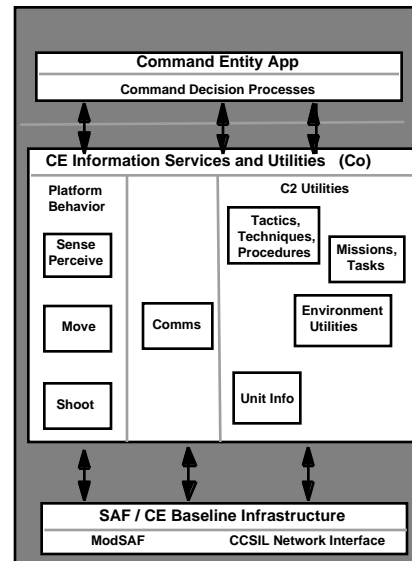 Command Entity App
Command Decision Processes
CE Information Services and Utilities (Co)
Platform
Behavior
C2 Utilities
Sense
Perceive
Move
Shoot
Comms
Tactics,
Techniques,
Procedures
Missions,
Tasks
Environment
Utilities
Unit Info
SAF / CE Baseline Infrastructure
ModSAF CCSIL Network Interface